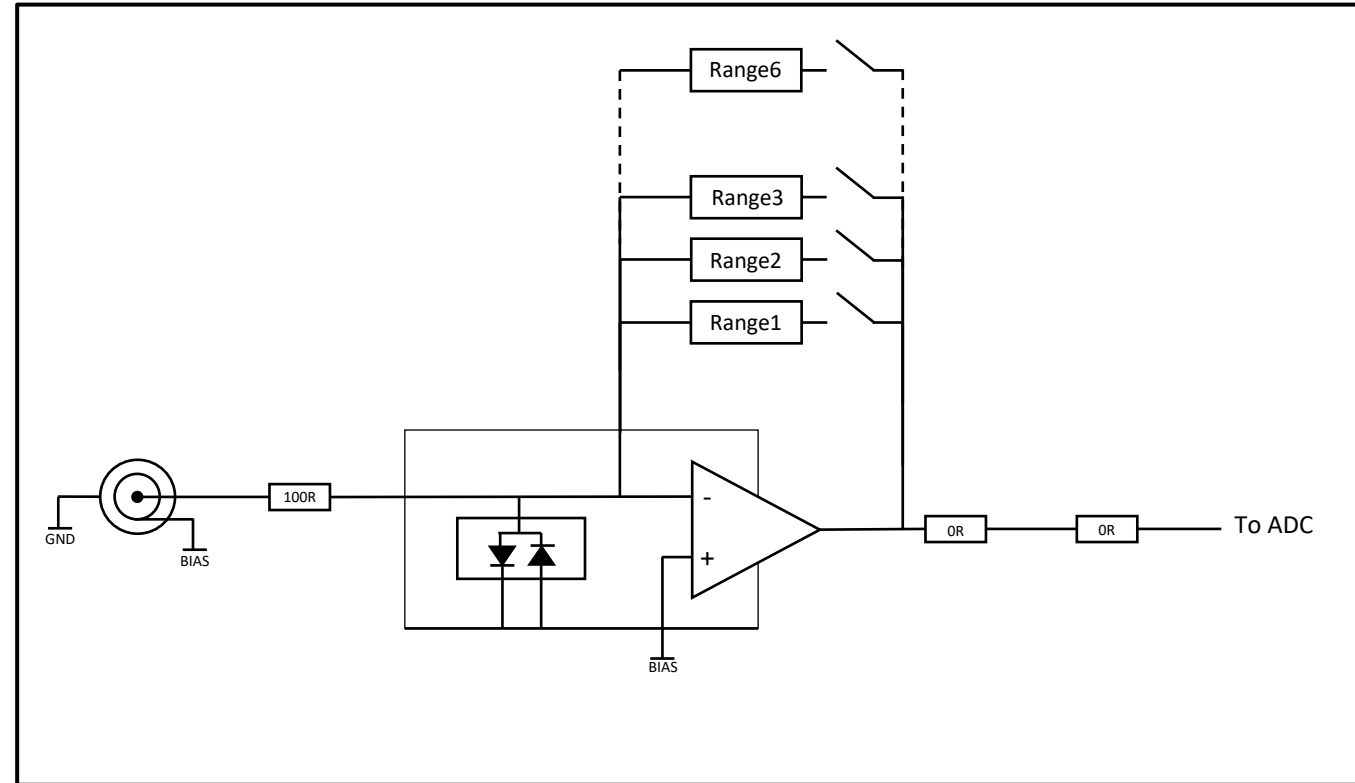 Range6
Range3
Range2
Range1
100R
-
GND
BIAS
+
0R
0R
To ADC
BIAS